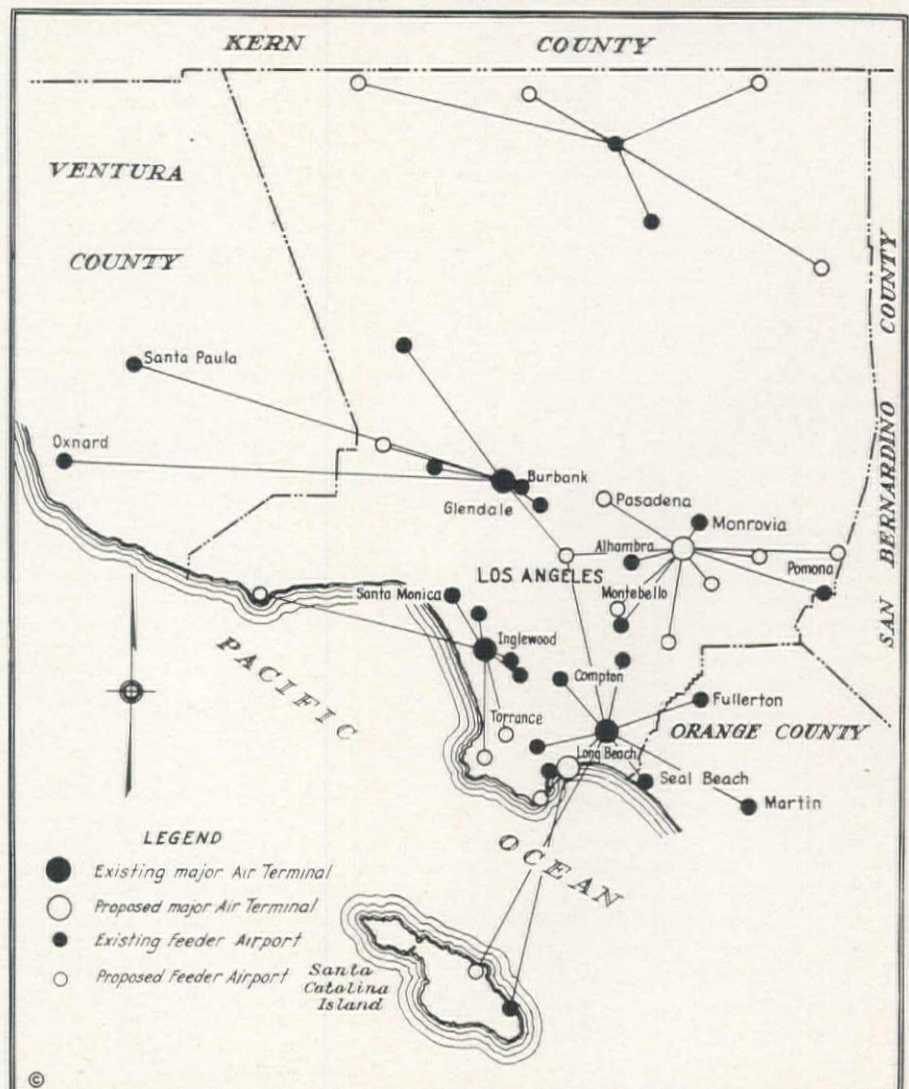 KERN COUNTY
VENTURA
COUNTY
SAN BERNARDINO COUNTY
Santa Paula
Oxnard
Burbank
Glendale
Pasadena
Monrovia
Alhambra
LOS ANGELES
Pomona
Santa Monica
Montebello
Inglewood
PACIFIC
Compton
Fullerton
Torrance
ORANGE COUNTY
Long Beach
Seal Beach
Martin
OCEAN
LEGEND
Existing major Air Terminal
Proposed major Air Terminal
Existing Feeder Airport
Proposed Feeder Airport
Santa
Catalina
Island
©